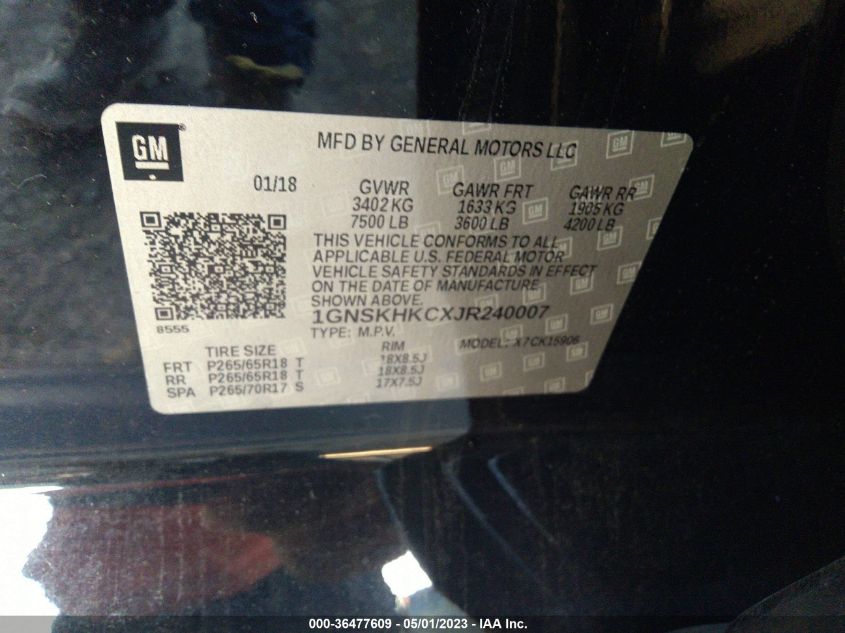 GM
MFD BY GENERAL MOTORS LLC
01/18
GVWR GAWR FRT GAWR RR
3402 KG 1633 KG 1905 KG
7500 LB 3600 LB 4200 LB
THIS VEHICLE CONFORMS TO ALL
APPLICABLE U.S. FEDERAL MOTOR
VEHICLE SAFETY STANDARDS IN EFFECT
ON THE DATE OF MANUFACTURE
SHOWN ABOVE.
8555
1GNSKHKCXJR240007
TYPE: M.P.V. MODEL: X7CK15906
TIRE SIZE RIM
FRT P265/65R18 T 18X8.5J
RR P265/65R18 T 18X8.5J
SPA P265/70R17 S 17X7.5J
000-36477609 - 05/01/2023 - IAA Inc.